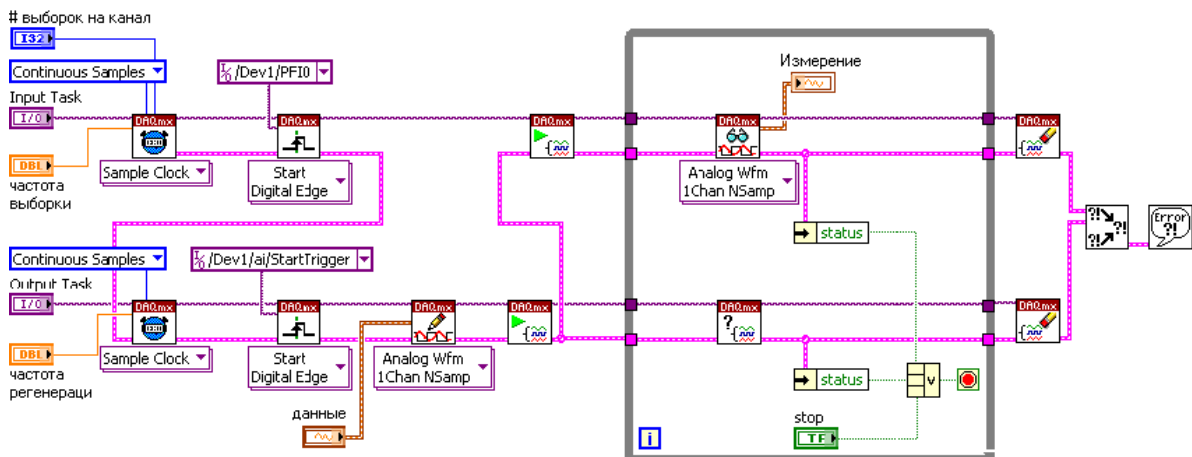 # выборок на канал
I32
Continuous Samples
I/O /Dev1/PFI0
Измерение
Input Task
I/O
DAQmx
DAQmx
DAQmx
DAQmx
DAQmx
DBL
Sample Clock
Start
Digital Edge
Analog Wfm
1Chan NSamp
частота
выборки
status
?! ?! ?!
Error
?!
Continuous Samples
I/O /Dev1/ai/StartTrigger
Output Task
I/O
DAQmx
DAQmx
DAQmx
DAQmx
DAQmx
DAQmx
?
DBL
Sample Clock
Start
Digital Edge
Analog Wfm
1Chan NSamp
status
v
частота
регенераци
данные
stop
TF
i